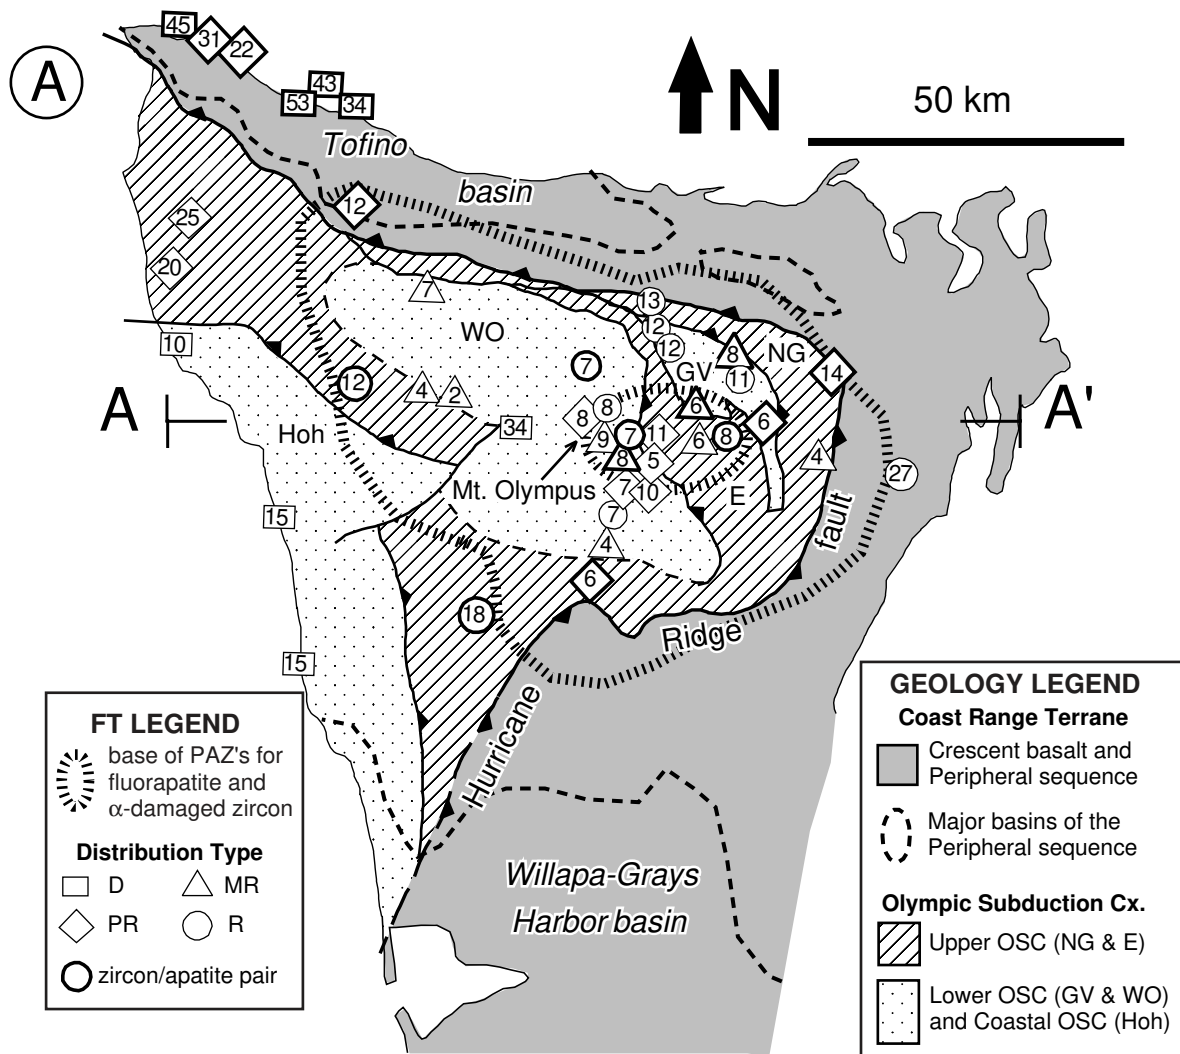 45
31
22
A
43
53
34
N
50 km
Tofino
basin
12
25
20
7
13
WO
12
12
8
NG
10
GV
11
14
7
12
4
2
6
A
A'
8
8
6
Hoh
34
9
7
11
6
8
4
8
5
27
Mt. Olympus
7
10
E
15
7
fault
4
6
18
Ridge
15
Hurricane
FT LEGEND
base of PAZ's for
fluorapatite and
α-damaged zircon
Distribution Type
D
MR
PR
R
zircon/apatite pair
Willapa-Grays
Harbor basin
GEOLOGY LEGEND
Coast Range Terrane
Crescent basalt and
Peripheral sequence
Major basins of the
Peripheral sequence
Olympic Subduction Cx.
Upper OSC (NG & E)
Lower OSC (GV & WO)
and Coastal OSC (Hoh)